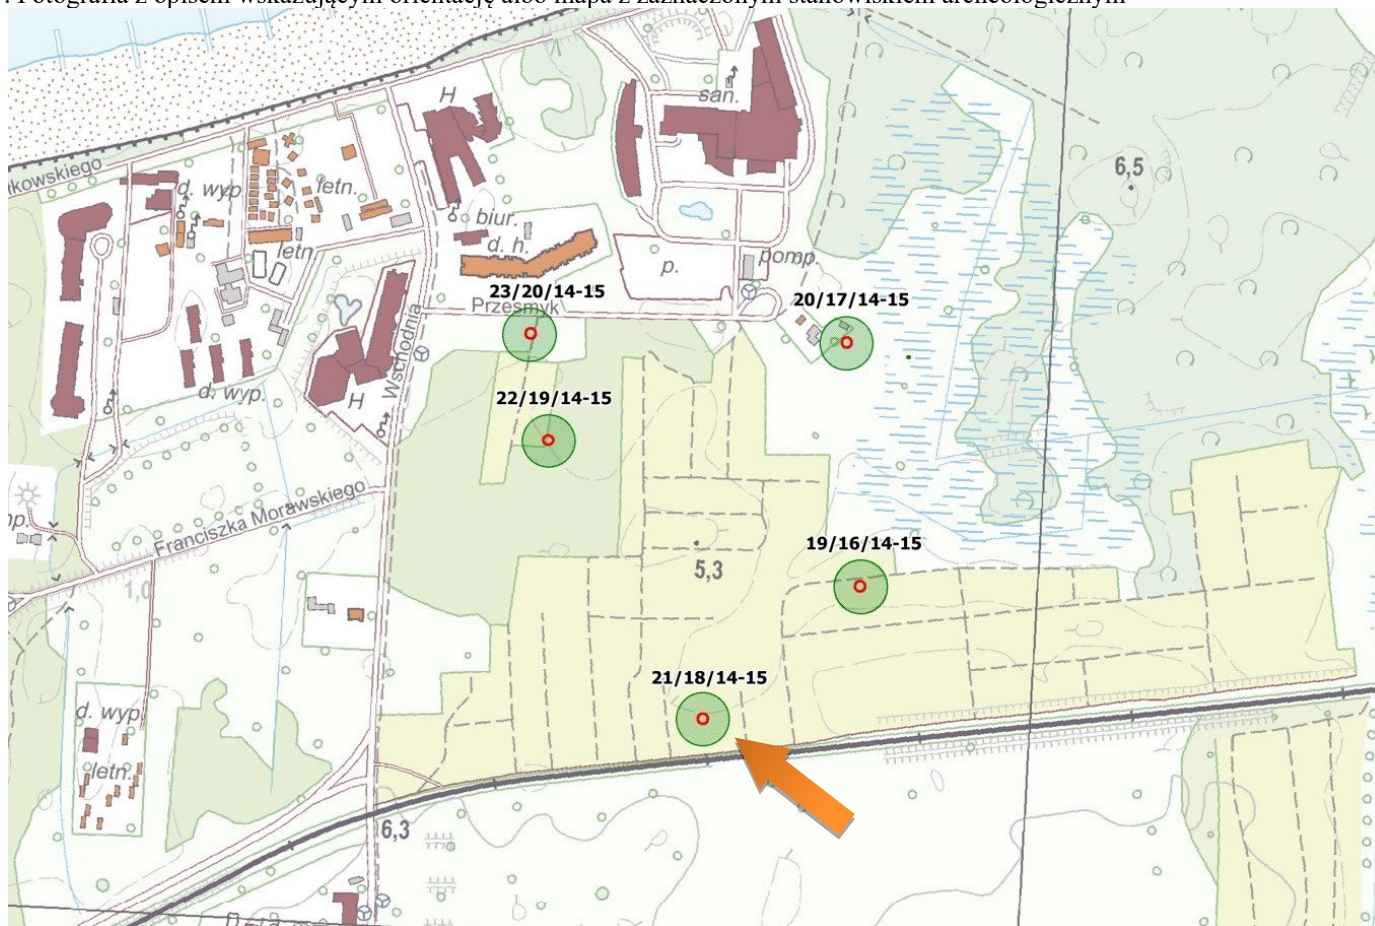 . Fotografia z opisem wskazującym orientację albo mapa z zaznaczonym stanowiskiem archeologicznym
H
san.
6,5
kowskiego
d. wyp.
letn.
biur.
d. h.
letn.
p.
pomp.
23/20/14-15
Przesmyk
20/17/14-15
Wschodnia
d. wyp.
H
22/19/14-15
Franciszka Morawskiego
19/16/14-15
5,3
1,0
21/18/14-15
d. wyp.
letn.
6,3